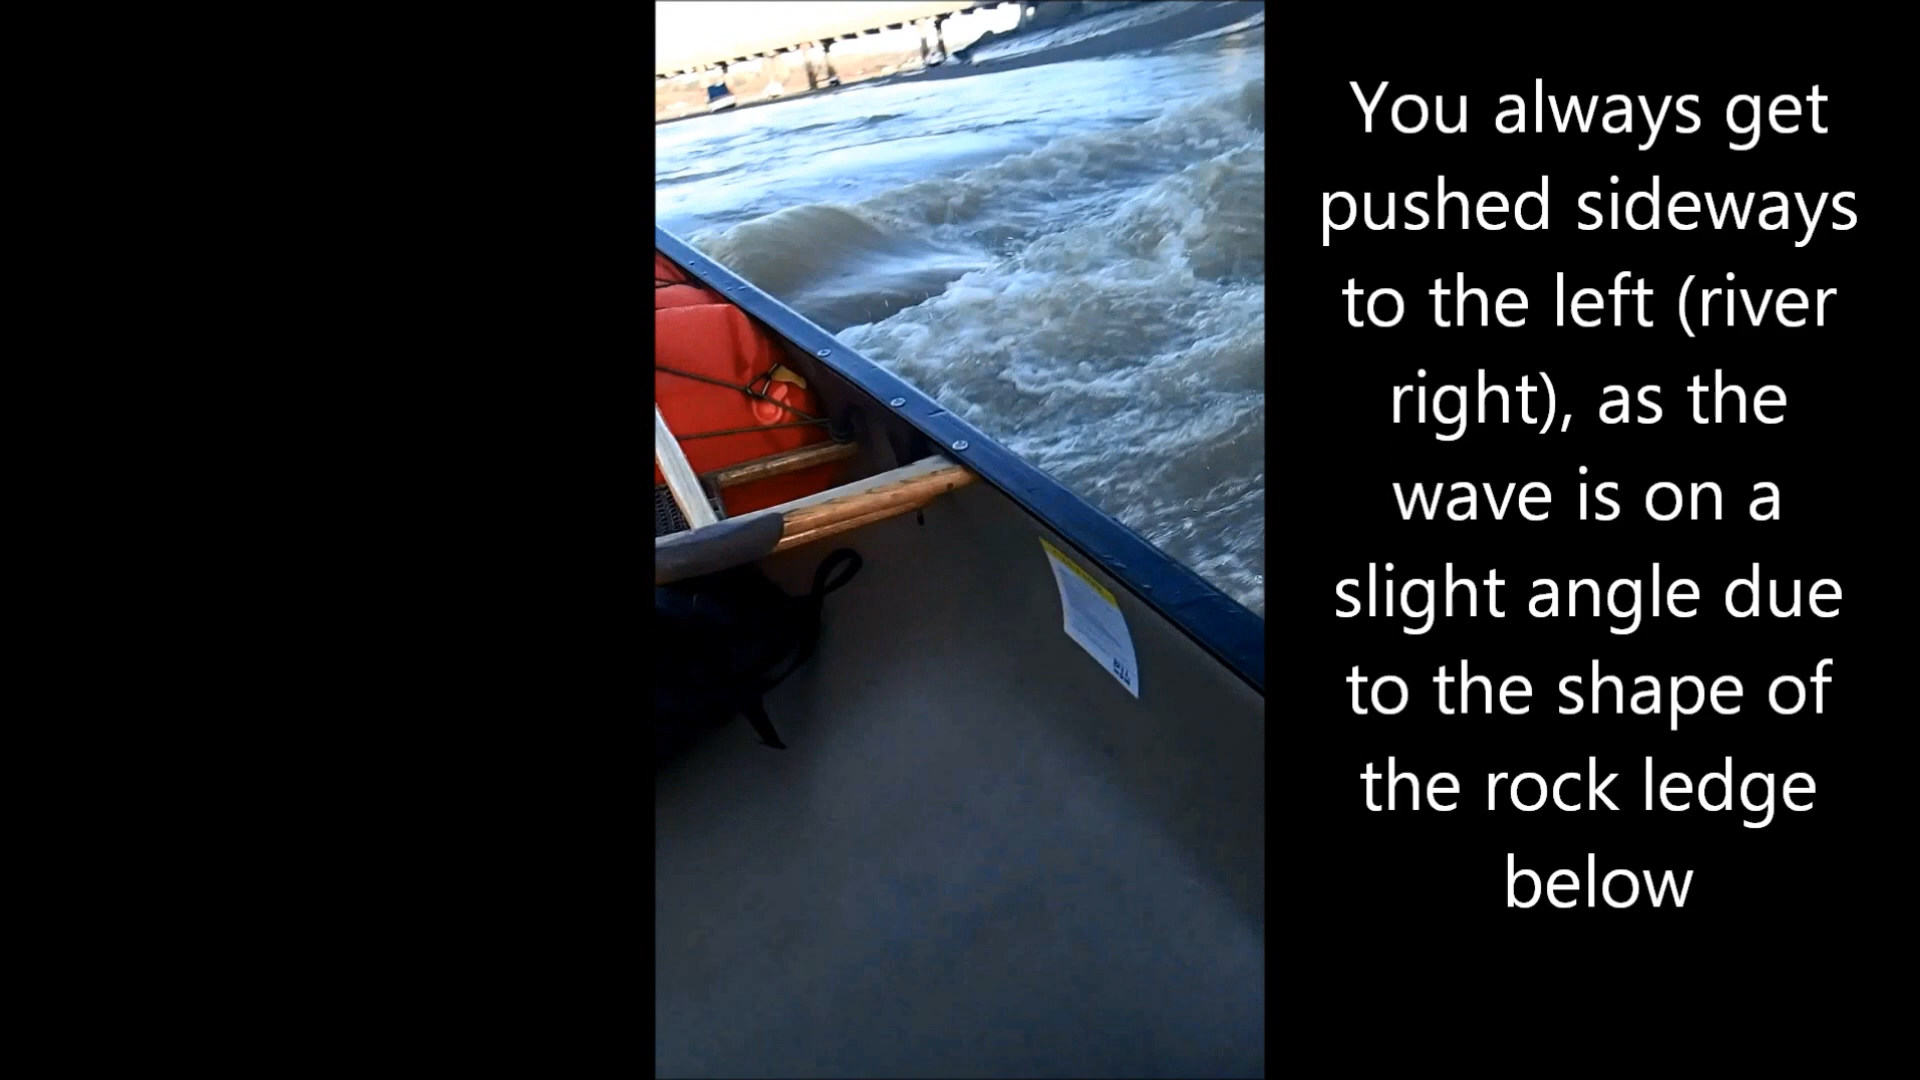 You always get
pushed sideways
to the left (river
right), as the
wave is on a
slight angle due
to the shape of
the rock ledge
below